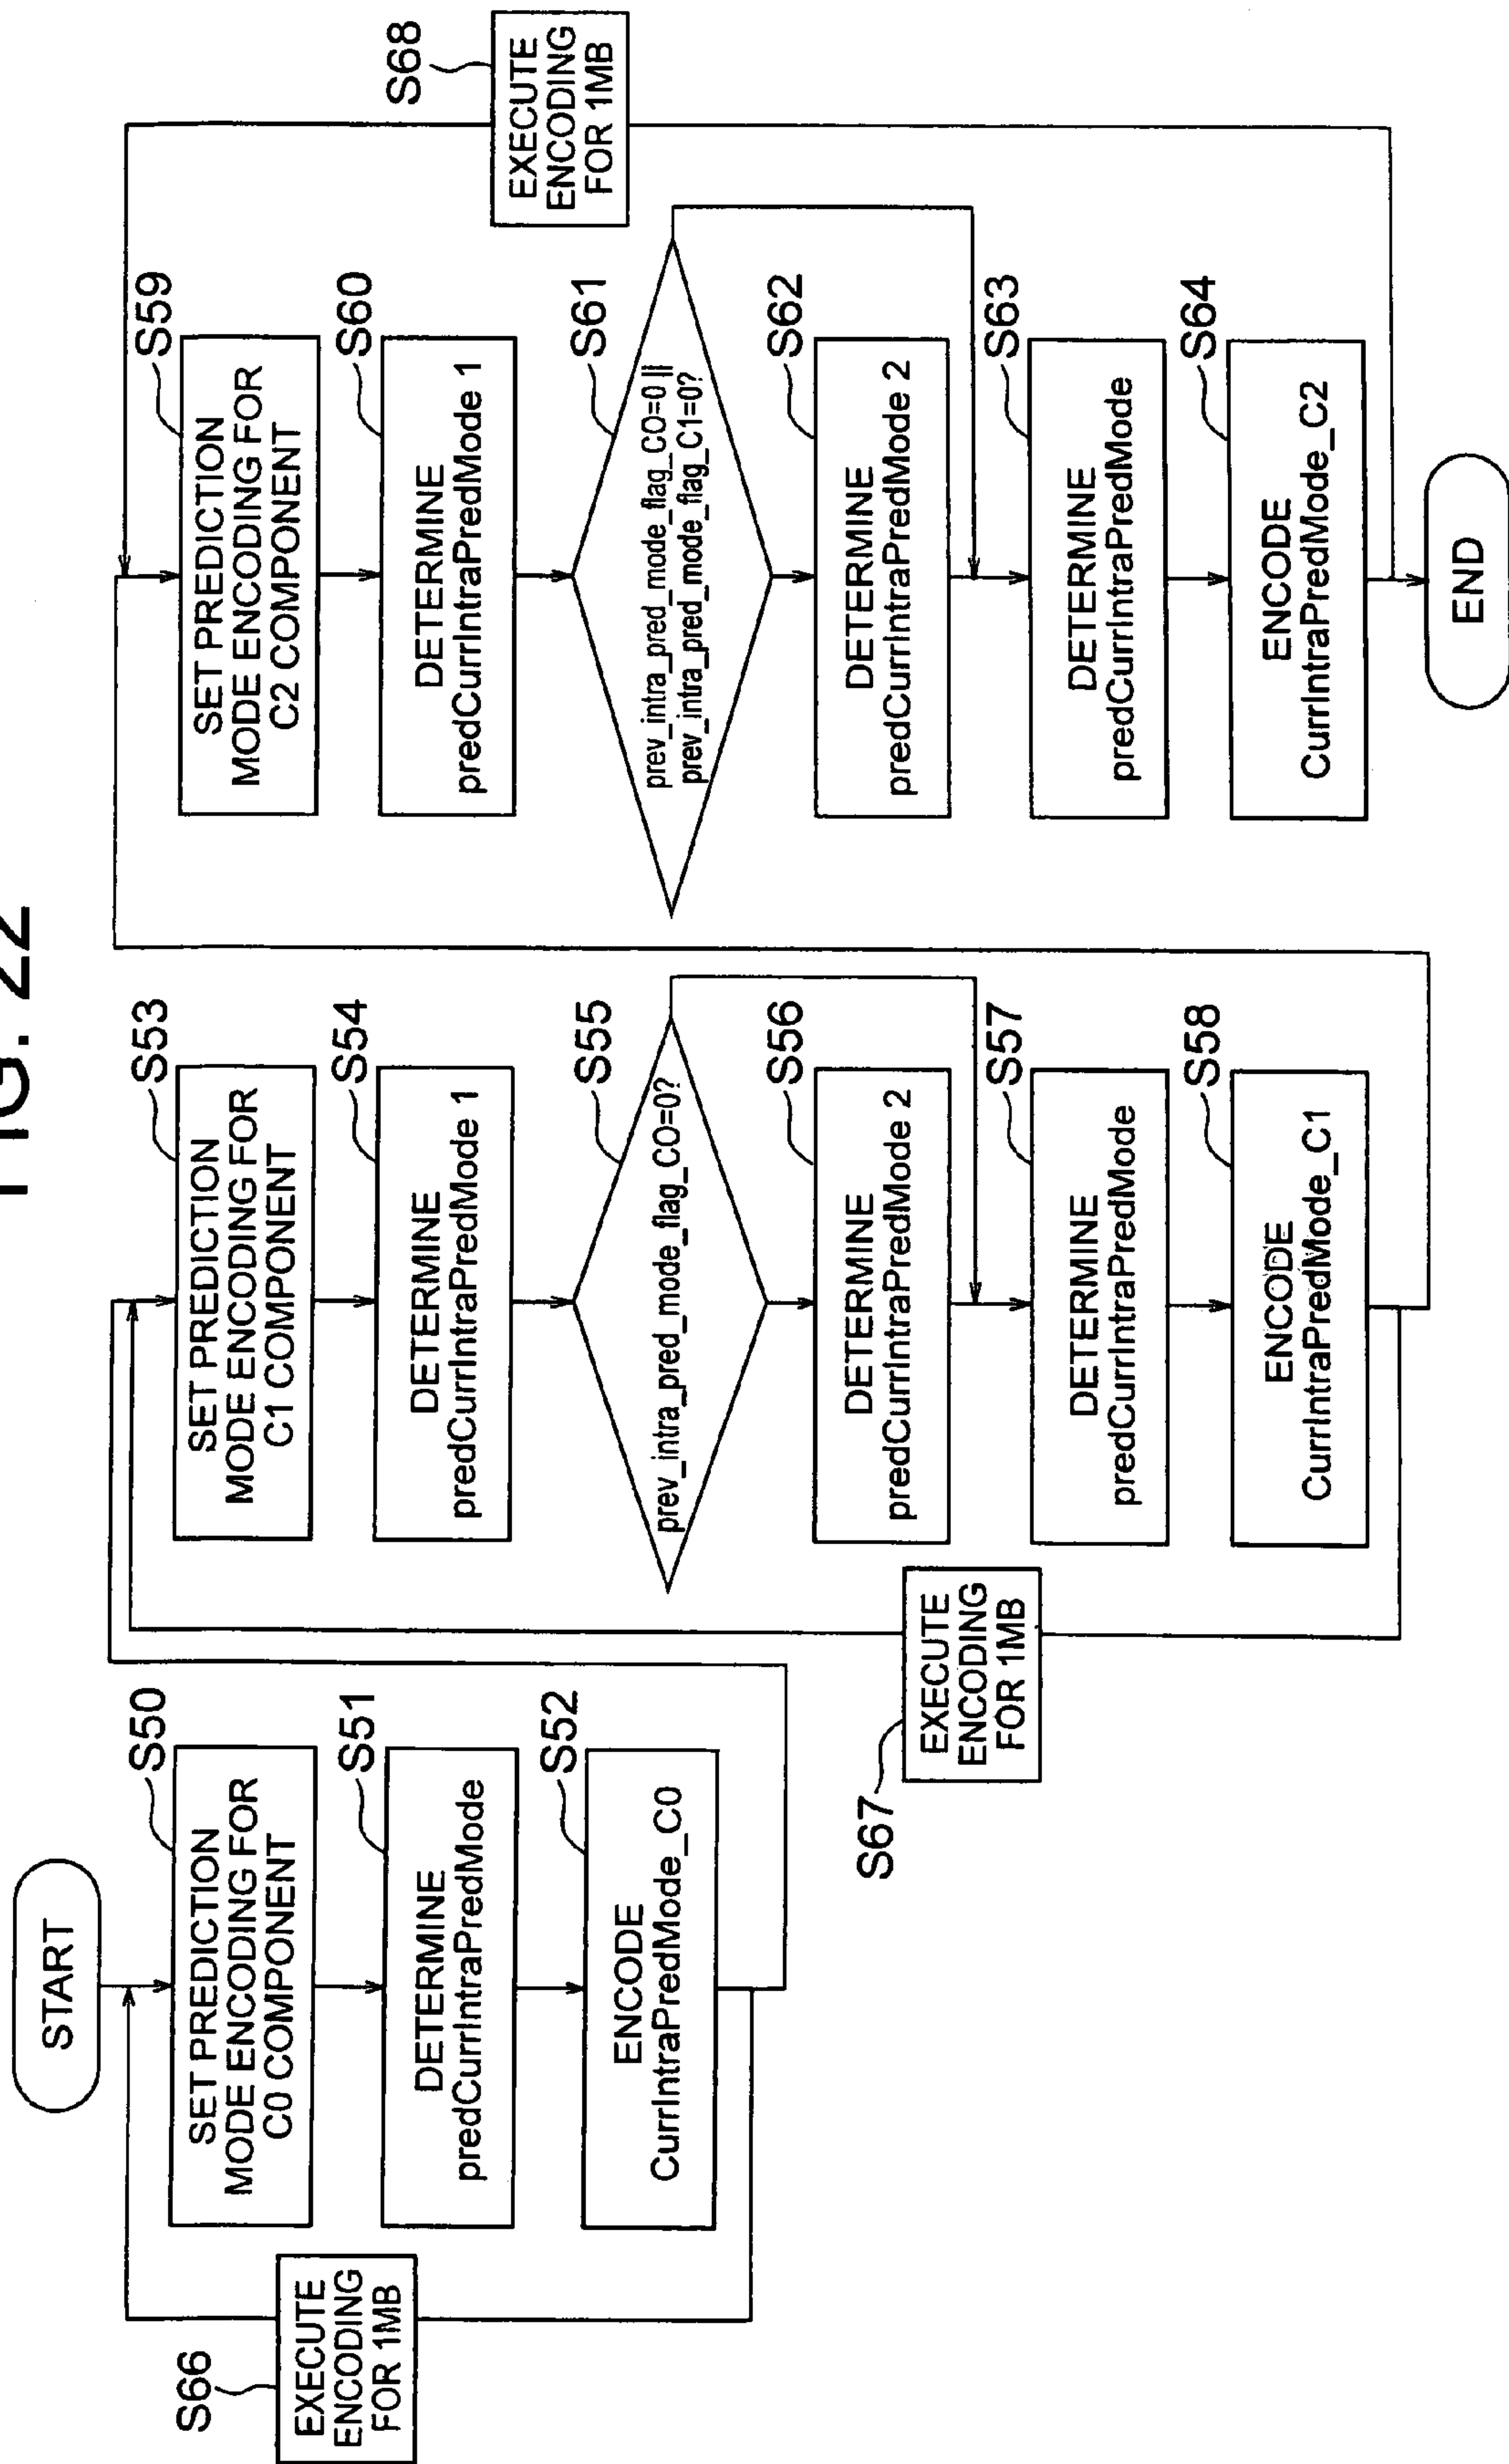 FIG. 22
START
S50
SET PREDICTION
MODE ENCODING FOR
C0 COMPONENT
S51
DETERMINE
predCurrIntraPredMode
S52
ENCODE
CurrIntraPredMode_C0
S66
EXECUTE
ENCODING
FOR 1MB
S53
SET PREDICTION
MODE ENCODING FOR
C1 COMPONENT
S54
DETERMINE
predCurrIntraPredMode 1
S55
prev_intra_pred_mode_flag_CO=0?
S56
DETERMINE
predCurrIntraPredMode 2
S57
DETERMINE
predCurrIntraPredMode
S58
ENCODE
CurrIntraPredMode_C1
S67
EXECUTE
ENCODING
FOR 1MB
S59
SET PREDICTION
MODE ENCODING FOR
C2 COMPONENT
S60
DETERMINE
predCurrIntraPredMode 1
S61
prev_intra_pred_mode_flag_CO=0 ||
prev_intra_pred_mode_flag_C1=0?
S62
DETERMINE
predCurrIntraPredMode 2
S63
DETERMINE
predCurrIntraPredMode
S64
ENCODE
CurrIntraPredMode_C2
S68
EXECUTE
ENCODING
FOR 1MB
END